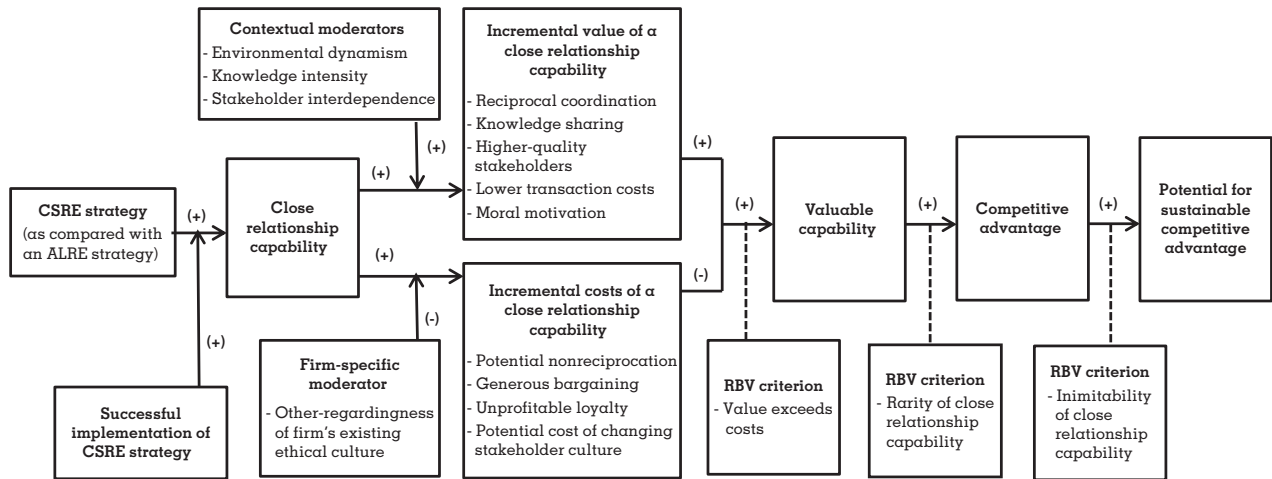 Contextual moderators
- Environmental dynamism
- Knowledge intensity
- Stakeholder interdependence
Incremental value of a
close relationship
capability
- Reciprocal coordination
- Knowledge sharing
- Higher-quality
stakeholders
- Lower transaction costs
- Moral motivation
(+)
(+)
(+)
CSRE strategy
(as compared with
an ALRE strategy)
(+)
Close
relationship
capability
(+)
Valuable
capability
(+)
Competitive
advantage
(+)
Potential for
sustainable
competitive
advantage
(+)
(-)
(-)
(+)
Successful
implementation of
CSRE strategy
Firm-specific
moderator
- Other-regardingness
of firm's existing
ethical culture
Incremental costs of a
close relationship
capability
- Potential nonreciprocation
- Generous bargaining
- Unprofitable loyalty
- Potential cost of changing
stakeholder culture
RBV criterion
- Value exceeds
costs
RBV criterion
- Rarity of close
relationship
capability
RBV criterion
- Inimitability
of close
relationship
capability